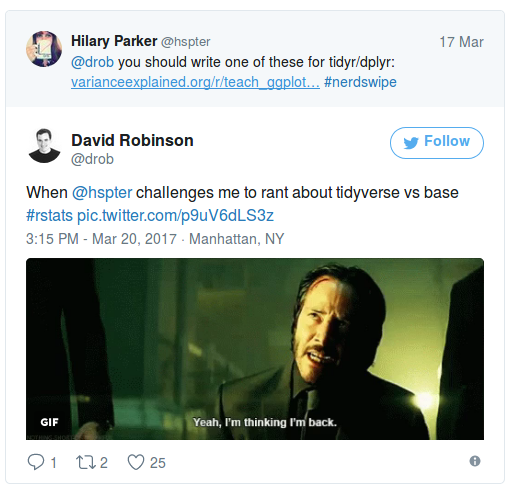 Hilary Parker @hspter 17 Mar
@drob you should write one of these for tidyr/dplyr:
varianceexplained.org/r/teach_ggplot… #nerdswipe
David Robinson
@drob
Follow
When @hspter challenges me to rant about tidyverse vs base
#rstats pic.twitter.com/p9uV6dLS3z
3:15 PM - Mar 20, 2017 · Manhattan, NY
Yeah, I'm thinking I'm back.
GIF
1 2 25